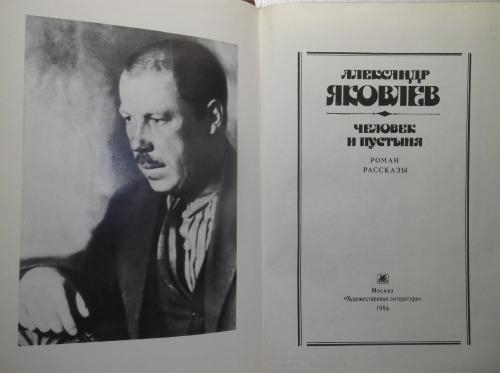 АЛЕКСАНДР
ЯКОВЛЕВ
ЧЕЛОВЕК
И ПУСТЫНЯ
РОМАН
РАССКАЗЫ
Москва
«Художественная литература»
1986